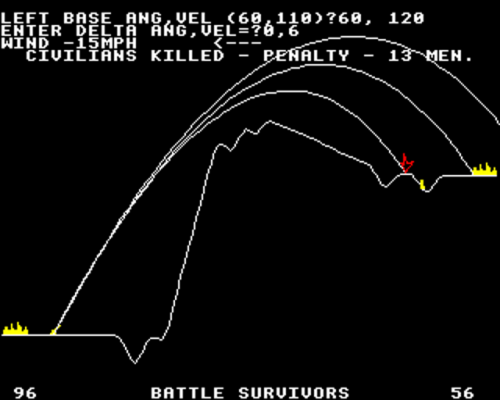 LEFT BASE ANG,VEL (60,110)?60, 120
ENTER DELTA ANG,VEL=?0,6
WIND -15MPH <---
CIVILIANS KILLED - PENALTY - 13 MEN.
96 BATTLE SURVIVORS 56